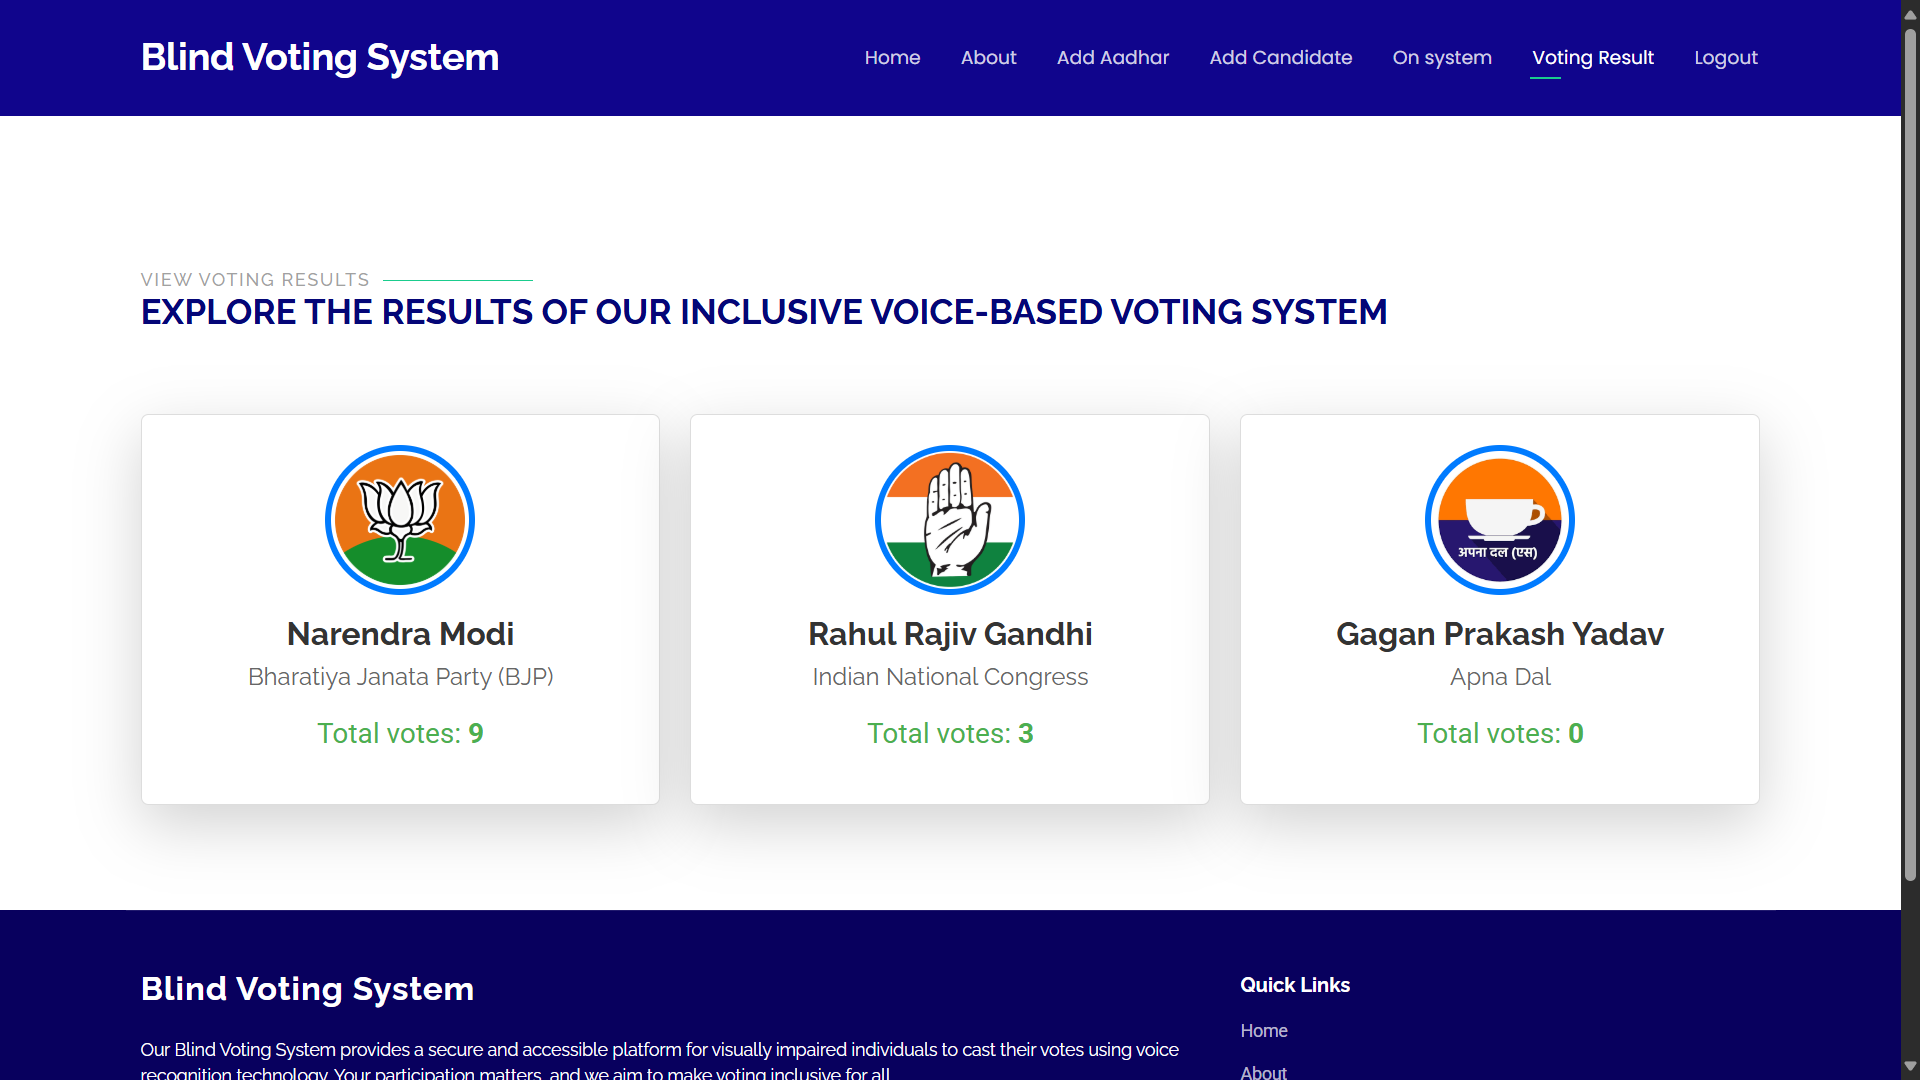 Blind Voting System
Home About Add Aadhar Add Candidate On system Voting Result Logout
VIEW VOTING RESULTS
EXPLORE THE RESULTS OF OUR INCLUSIVE VOICE-BASED VOTING SYSTEM
अपना दल (एस)
Narendra Modi
Bharatiya Janata Party (BJP)
Total votes: 9
Rahul Rajiv Gandhi
Indian National Congress
Total votes: 3
Gagan Prakash Yadav
Apna Dal
Total votes: 0
Blind Voting System
Our Blind Voting System provides a secure and accessible platform for visually impaired individuals to cast their votes using voice
recognition technology. Your participation matters, and we aim to make voting inclusive for all.
Quick Links
Home
About